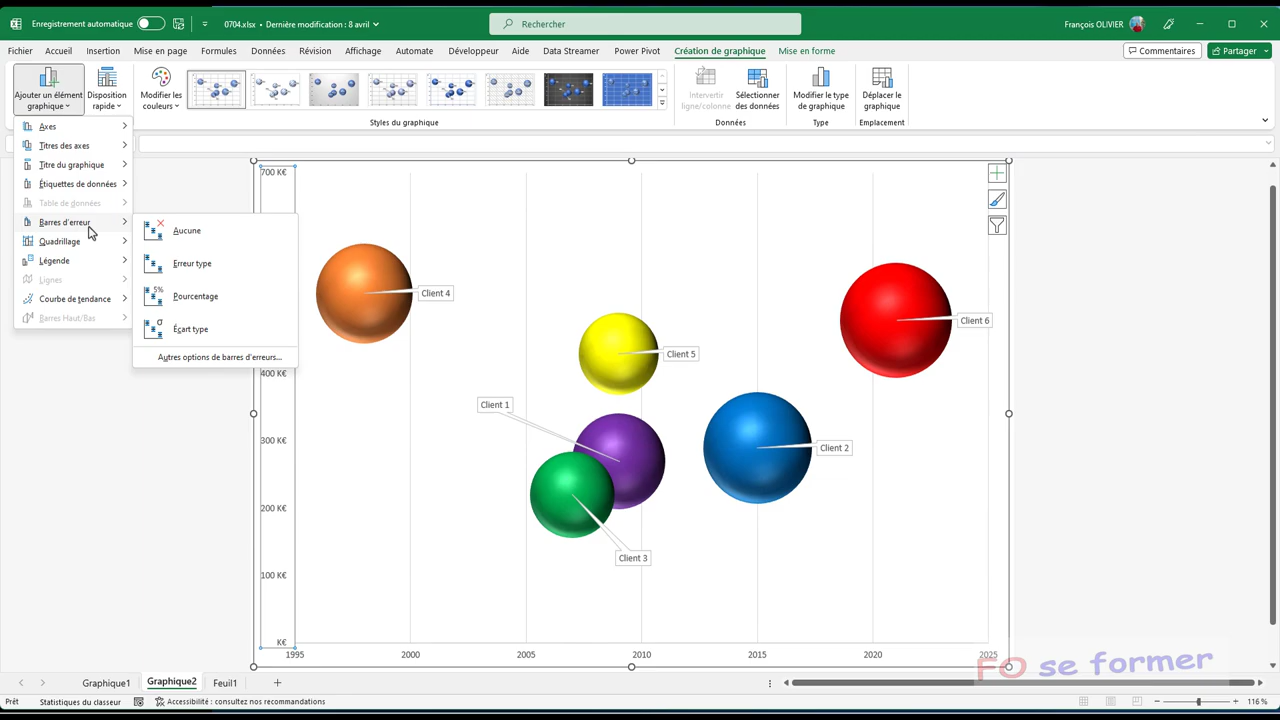 Enregistrement automatique
0704.xlsx • Dernière modification : 8 avril
Rechercher
François OLIVIER
Fichier Accueil Insertion Mise en page Formules Données Révision Affichage Automate Développeur Aide Data Streamer Power Pivot Création de graphique Mise en forme
Commentaires
Partager
Ajouter un élément graphique
Disposition rapide
Modifier les couleurs
Styles du graphique
Intervertir ligne/colonne
Sélectionner des données
Données
Modifier le type de graphique
Type
Déplacer le graphique
Emplacement
Axes
Titres des axes
Titre du graphique
Étiquettes de données
Table de données
Barres d'erreur
Quadrillage
Légende
Lignes
Courbe de tendance
Barres Haut/Bas
Aucune
Erreur type
5%
Pourcentage
σ
Écart type
Autres options de barres d'erreurs...
700 K€
400 K€
300 K€
200 K€
100 K€
K€
Client 4
Client 6
Client 5
Client 1
Client 2
Client 3
1995 2000 2005 2010 2015 2020 2025
FO se former
Graphique1 Graphique2 Feuil1
Prêt
Statistiques du classeur
Accessibilité : consultez nos recommandations
116 %